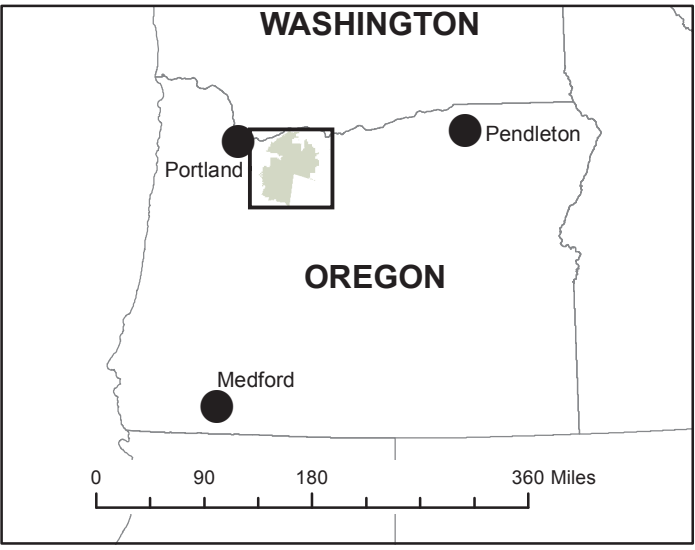 WASHINGTON
Pendleton
Portland
OREGON
Medford
0 90 180 360 Miles